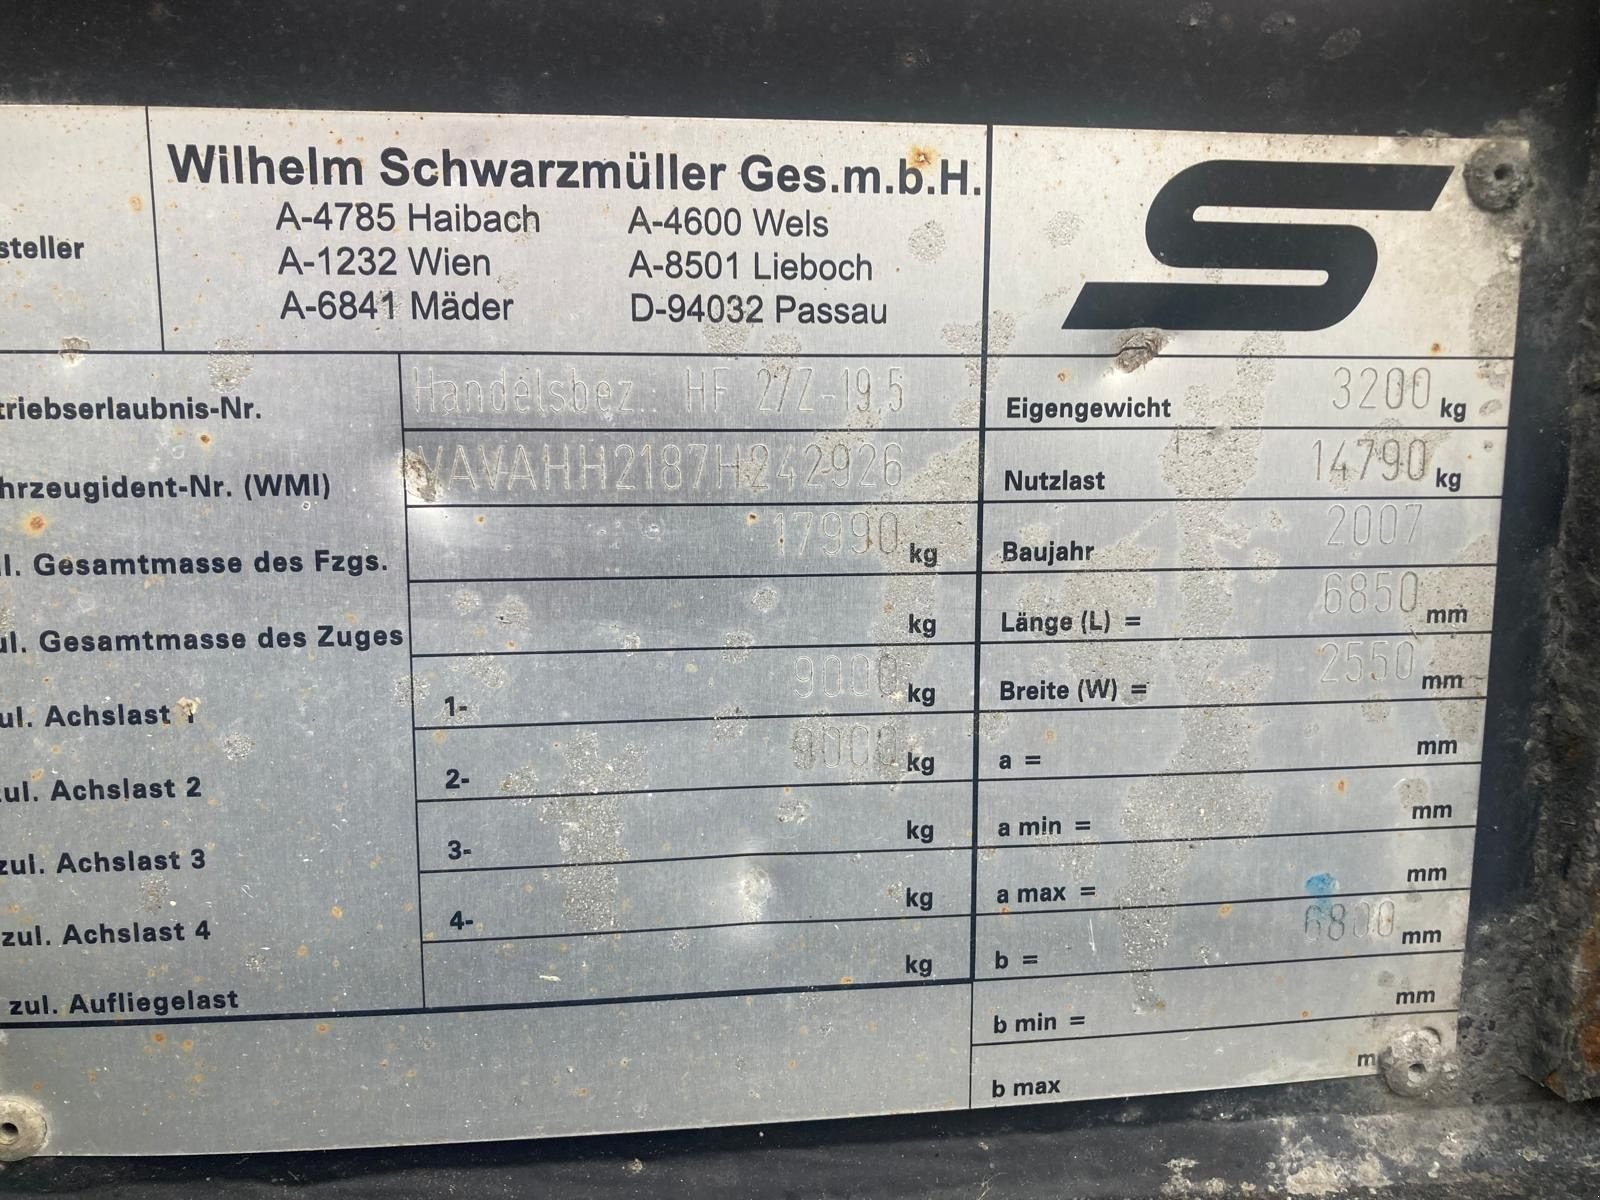 Wilhelm Schwarzmüller Ges.m.b.H.
A-4785 Haibach A-4600 Wels
A-1232 Wien A-8501 Lieboch
A-6841 Mäder D-94032 Passau
steller
triebserlaubnis-Nr. Handelsbez.: HF 2/Z-19,5
hrzeugident-Nr. (WMI) VAVAHH2187H242926
l. Gesamtmasse des Fzgs. 17990 kg
ul. Gesamtmasse des Zuges kg
ul. Achslast 1 1- 9000 kg
zul. Achslast 2 2- 9000 kg
zul. Achslast 3 3- kg
zul. Achslast 4 4- kg
zul. Aufliegelast kg
S
Eigengewicht 3200 kg
Nutzlast 14790 kg
Baujahr 2007
Länge (L) = 6850 mm
Breite (W) = 2550 mm
a = mm
a min = mm
a max = mm
b = 6800 mm
b min = mm
b max m